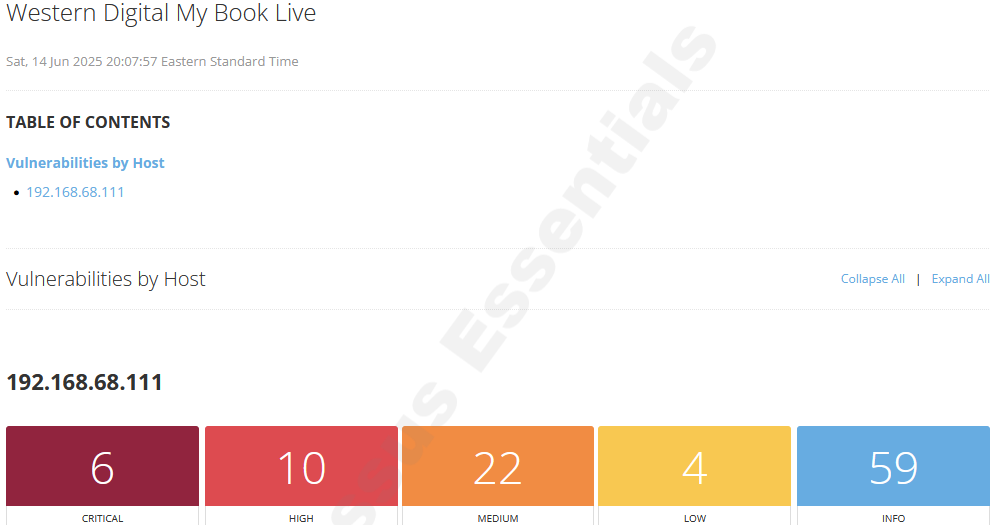 Western Digital My Book Live
Sat, 14 Jun 2025 20:07:57 Eastern Standard Time
TABLE OF CONTENTS
Vulnerabilities by Host
• 192.168.68.111
Vulnerabilities by Host
Collapse All | Expand All
192.168.68.111
6 10 22 4 59
CRITICAL HIGH MEDIUM LOW INFO
ssus Essentials